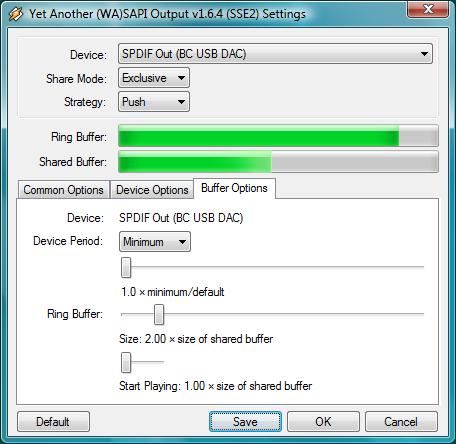 Yet Another (WA)SAPI Output v1.6.4 (SSE2) Settings
Device: SPDIF Out (BC USB DAC)
Share Mode: Exclusive
Strategy: Push
Ring Buffer:
Shared Buffer:
Common Options Device Options Buffer Options
Device: SPDIF Out (BC USB DAC)
Device Period: Minimum
1.0 × minimum/default
Ring Buffer:
Size: 2.00 × size of shared buffer
Start Playing: 1.00 × size of shared buffer
Default Save OK Cancel